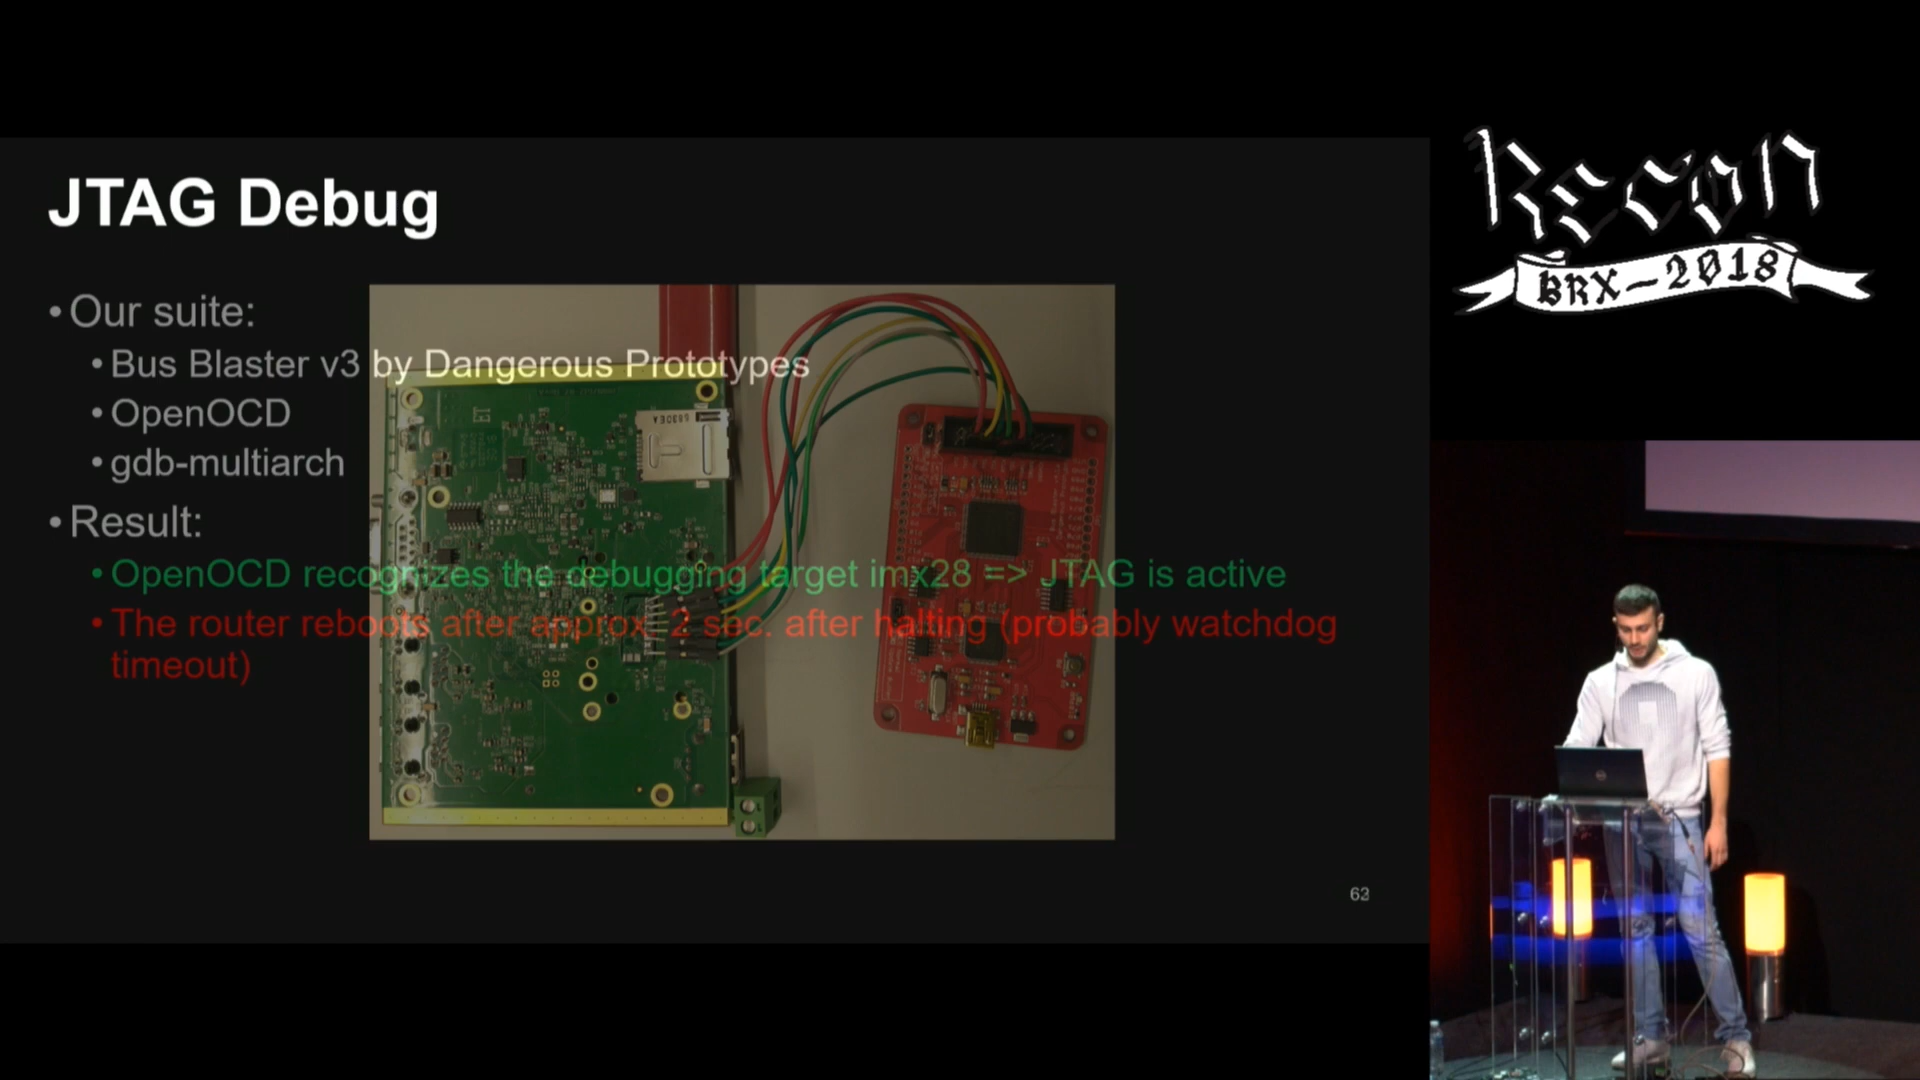 JTAG Debug
• Our suite:
• Bus Blaster v3 by Dangerous Prototypes
• OpenOCD
• gdb-multiarch
• Result:
• OpenOCD recognizes the debugging target imx28 => JTAG is active
• The router reboots after approx. 2 sec. after halting (probably watchdog
timeout)
Recon
BRX-2018